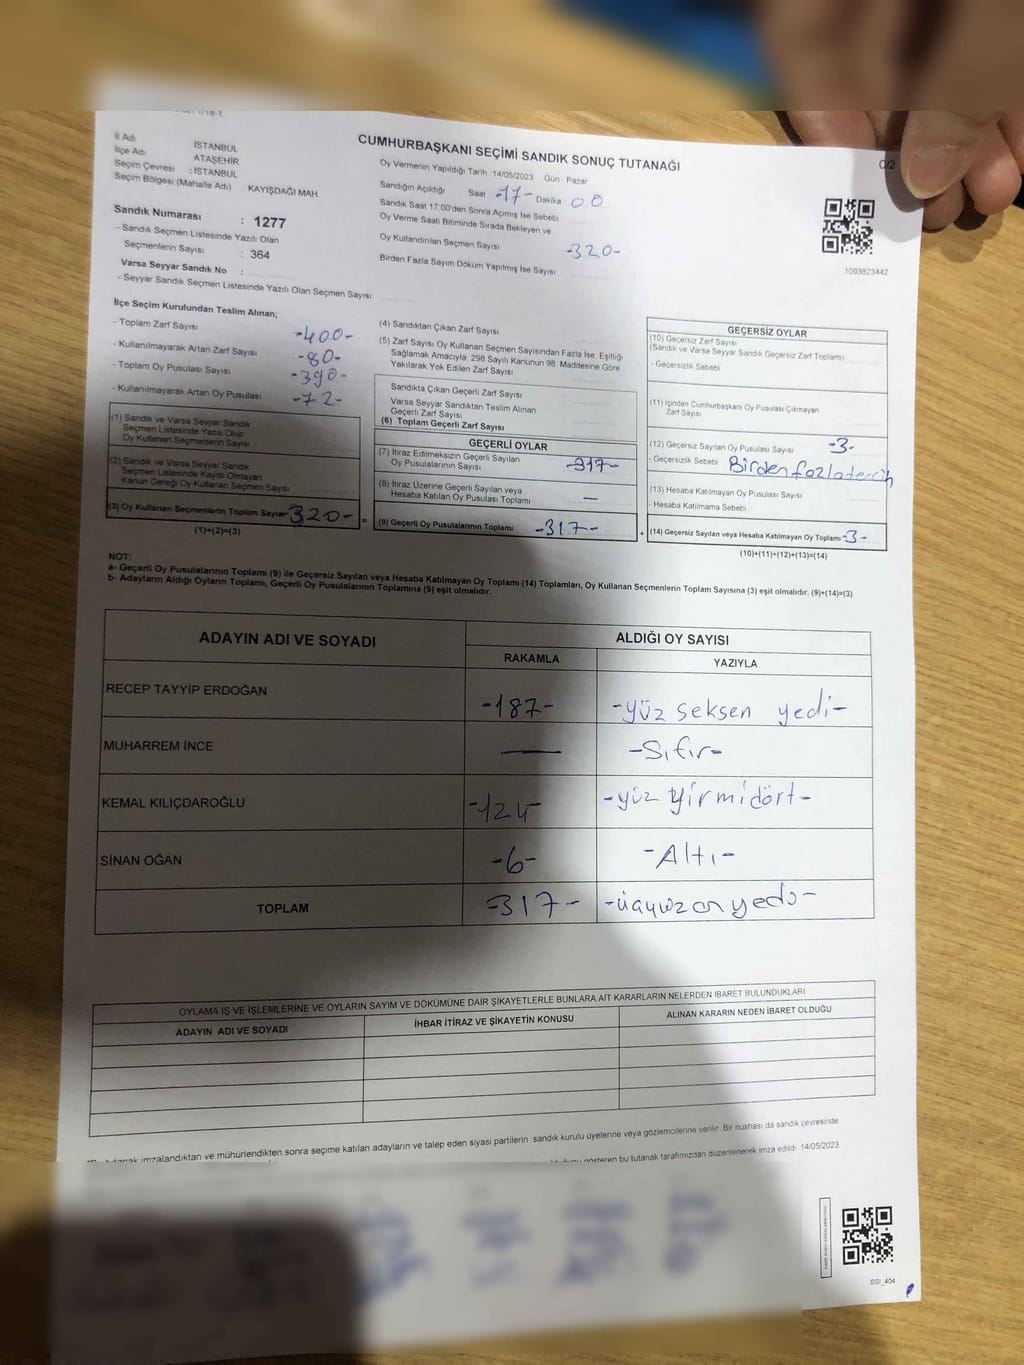 CUMHURBAŞKANI SEÇİMİ SANDIK SONUÇ TUTANAĞI
C/2
İl Adı İSTANBUL
İlçe Adı ATAŞEHİR
Seçim Çevresi : İSTANBUL
Seçim Bölgesi (Mahalle Adı) KAYIŞDAĞI MAH
Sandık Numarası : 1277
- Sandık Seçmen Listesinde Yazılı Olan
Seçmenlerin Sayısı : 364
Varsa Seyyar Sandık No :
- Seyyar Sandık Seçmen Listesinde Yazılı Olan Seçmen Sayısı
Oy Vermenin Yapıldığı Tarih 14/05/2023 Gün Pazar
Sandığın Açıldığı Saat -17- Dakika 00
Sandık Saat 17:00'den Sonra Açımış İse Sebebi
Oy Verme Saati Bitiminde Sırada Bekleyen ve
Oy Kullandırılan Seçmen Sayısı -320-
Birden Fazla Sayım Döküm Yapılmış İse Sayısı
1093823442
İlçe Seçim Kurulundan Teslim Alınan;
- Toplam Zarf Sayısı -400-
- Kullanılmayarak Artan Zarf Sayısı -80-
- Toplam Oy Pusulası Sayısı -390-
- Kullanılmayarak Artan Oy Pusulası -72-
(1) Sandık ve Varsa Seyyar Sandık
Seçmen Listesinde Yazılı Olup
Oy Kullanan Seçmenlerin Sayısı
(2) Sandık ve Varsa Seyyar Sandık
Seçmen Listesinde Kaydı Olmayan
Kanun Gereği Oy Kullanan Seçmen Sayısı
(3) Oy Kullanan Seçmenlerin Toplam Sayısı -320-
(1)+(2)=(3)
(4) Sandıktan Çıkan Zarf Sayısı
(5) Zarf Sayısı Oy Kullanan Seçmen Sayısından Fazla İse, Eşitliği
Sağlamak Amacıyla, 298 Sayılı Kanunun 98. Maddesine Göre
Yakılarak Yok Edilen Zarf Sayısı
Sandıkta Çıkan Geçerli Zarf Sayısı
Varsa Seyyar Sandıktan Teslim Alınan
Geçerli Zarf Sayısı
(6) Toplam Geçerli Zarf Sayısı
GEÇERLİ OYLAR
(7) İtiraz Edilmeksizin Geçerli Sayılan
Oy Pusulalarının Sayısı -317-
(8) İtiraz Üzerine Geçerli Sayılan veya
Hesaba Katılan Oy Pusulası Toplamı —
= (9) Geçerli Oy Pusulalarının Toplamı -317-
GEÇERSİZ OYLAR
(10) Geçersiz Zarf Sayısı
(Sandık ve Varsa Seyyar Sandık Geçersiz Zarf Toplamı)
- Geçersizlik Sebebi
(11) İçinden Cumhurbaşkanı Oy Pusulası Çıkmayan
Zarf Sayısı
(12) Geçersiz Sayılan Oy Pusulası Sayısı -3-
- Geçersizlik Sebebi Birden fazla tercih
(13) Hesaba Katılmayan Oy Pusulası Sayısı
- Hesaba Katılmama Sebebi
+ (14) Geçersiz Sayılan veya Hesaba Katılmayan Oy Toplamı -3-
(10)+(11)+(12)+(13)=(14)
NOT:
a- Geçerli Oy Pusulalarının Toplamı (9) ile Geçersiz Sayılan veya Hesaba Katılmayan Oy Toplamı (14) Toplamları, Oy Kullanan Seçmenlerin Toplam Sayısına (3) eşit olmalıdır. (9)+(14)=(3)
b- Adayların Aldığı Oyların Toplamı, Geçerli Oy Pusulalarının Toplamına (9) eşit olmalıdır.
ADAYIN ADI VE SOYADI ALDIĞI OY SAYISI
RAKAMLA YAZIYLA
RECEP TAYYİP ERDOĞAN -187- -yüz seksen yedi-
MUHARREM İNCE — -Sıfır-
KEMAL KILIÇDAROĞLU -124- -yüz yirmi dört-
SİNAN OĞAN -6- -Altı-
TOPLAM -317-
OYLAMA İŞ VE İŞLEMLERİNE VE OYLARIN SAYIM VE DÖKÜMÜNE DAİR ŞİKAYETLERLE BUNLARA AİT KARARLARIN NELERDEN İBARET BULUNDUKLARI
ADAYIN ADI VE SOYADI İHBAR İTİRAZ VE ŞİKAYETİN KONUSU ALINAN KARARIN NEDEN İBARET OLDUĞU
imzalandıktan ve mühürlendikten sonra seçime katılan adayların ve talep eden siyasi partilerin sandık kurulu üyelerine veya gözlemcilerine verilir. Bir nüshası da sandık çevresinde
gösteren bu tutanak tarafımızdan düzenlenerek imza edildi. 14/05/2023
SSI_404